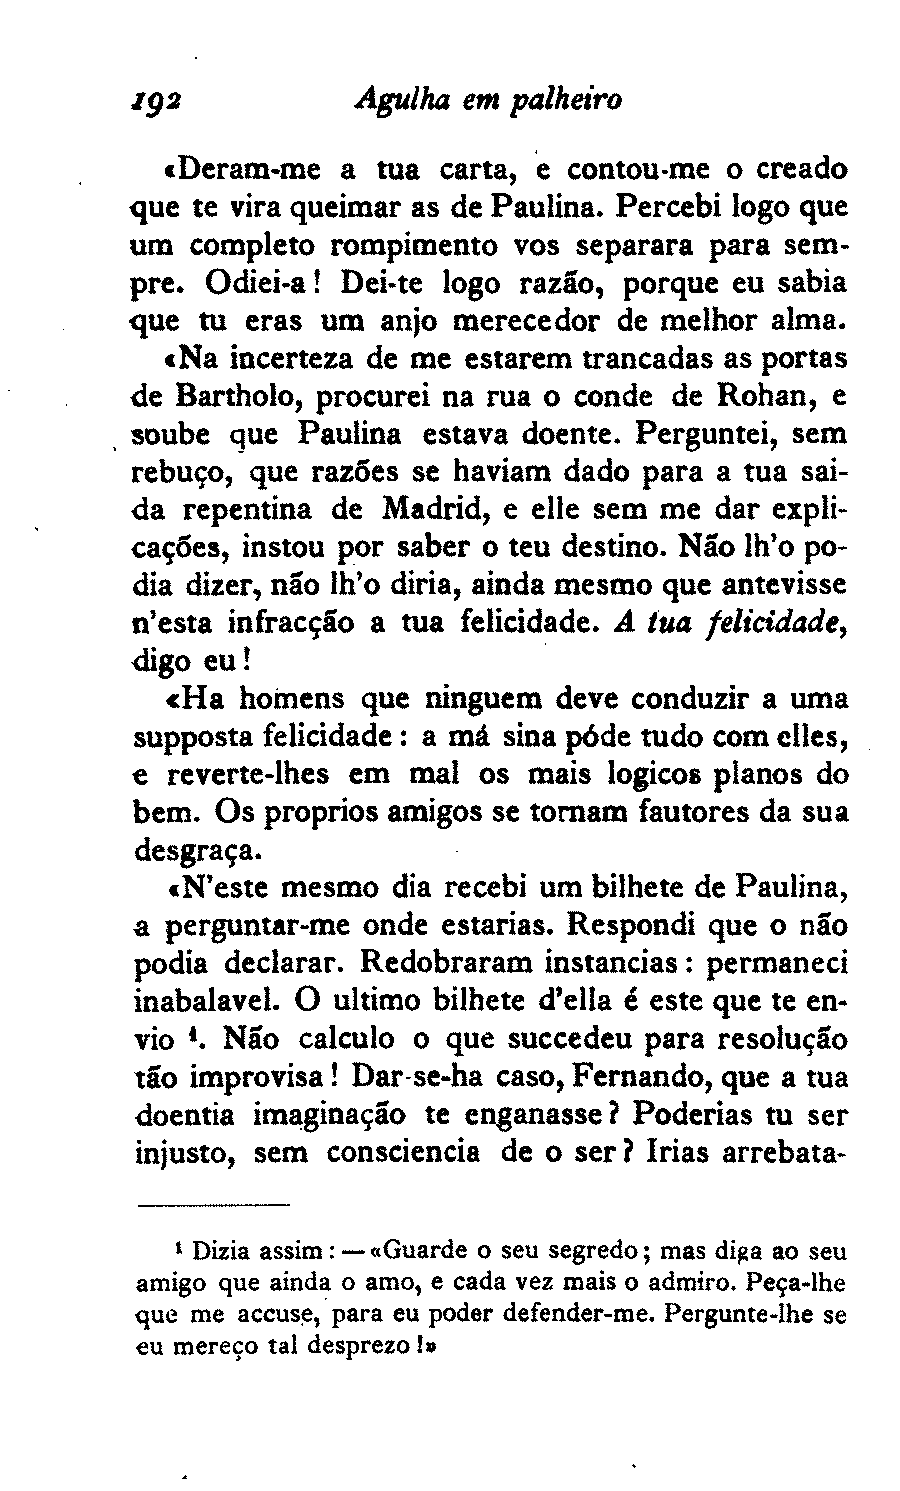 192 Agulha em palheiro
«Deram-me a tua carta, e contou-me o creado
que te vira queimar as de Paulina. Percebi logo que
um completo rompimento vos separara para sem-
pre. Odiei-a! Dei-te logo razão, porque eu sabia
que tu eras um anjo merecedor de melhor alma.
«Na incerteza de me estarem trancadas as portas
de Bartholo, procurei na rua o conde de Rohan, e
soube que Paulina estava doente. Perguntei, sem
rebuço, que razões se haviam dado para a tua sai-
da repentina de Madrid, e elle sem me dar expli-
cações, instou por saber o teu destino. Não lh'o po-
dia dizer, não lh'o diria, ainda mesmo que antevisse
n'esta infracção a tua felicidade. A tua felicidade,
digo eu!
«Ha homens que ninguem deve conduzir a uma
supposta felicidade: a má sina póde tudo com elles,
e reverte-lhes em mal os mais logicos planos do
bem. Os proprios amigos se tornam fautores da sua
desgraça.
«N'este mesmo dia recebi um bilhete de Paulina,
a perguntar-me onde estarias. Respondi que o não
podia declarar. Redobraram instancias: permaneci
inabalavel. O ultimo bilhete d'ella é este que te en-
vio ¹. Não calculo o que succedeu para resolução
tão improvisa! Dar-se-ha caso, Fernando, que a tua
doentia imaginação te enganasse? Poderias tu ser
injusto, sem consciencia de o ser? Irias arrebata-
¹ Dizia assim: — «Guarde o seu segredo; mas diga ao seu
amigo que ainda o amo, e cada vez mais o admiro. Peça-lhe
que me accuse, para eu poder defender-me. Pergunte-lhe se
eu mereço tal desprezo!»